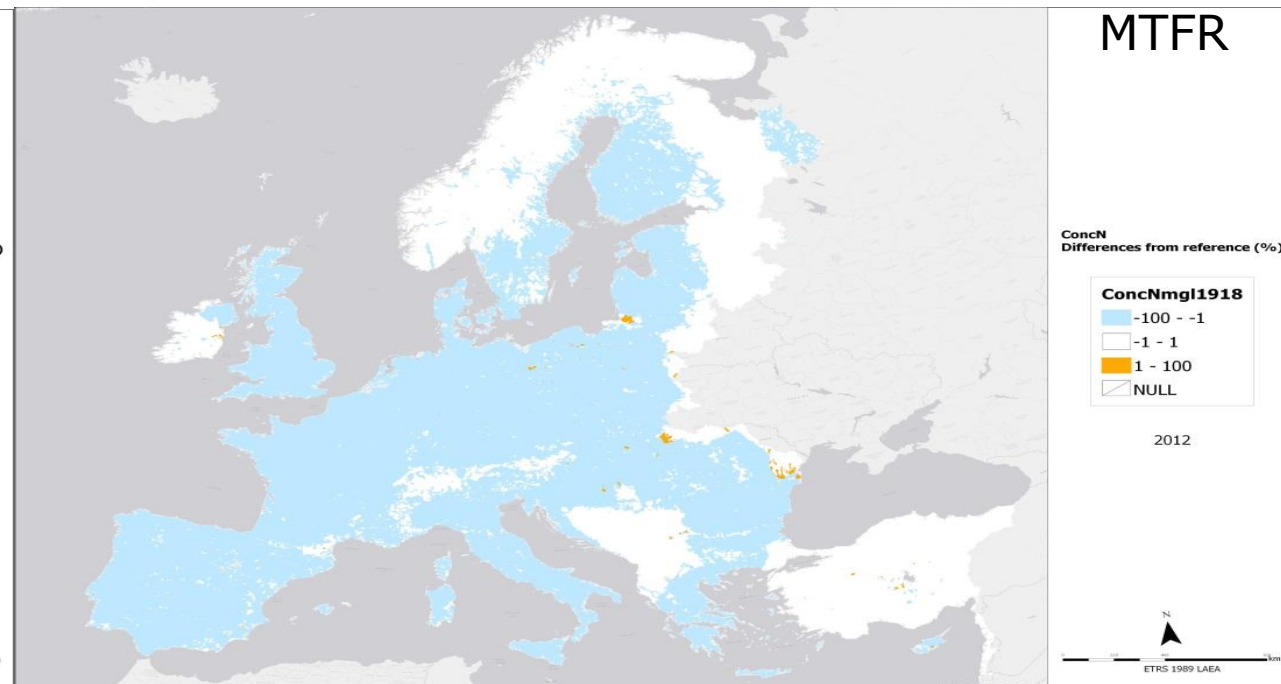 MTFR
ConcN
Differences from reference (%)
ConcNmgl1918
-100 - -1
-1 - 1
1 - 100
NULL
2012
N
km
ETRS 1989 LAEA